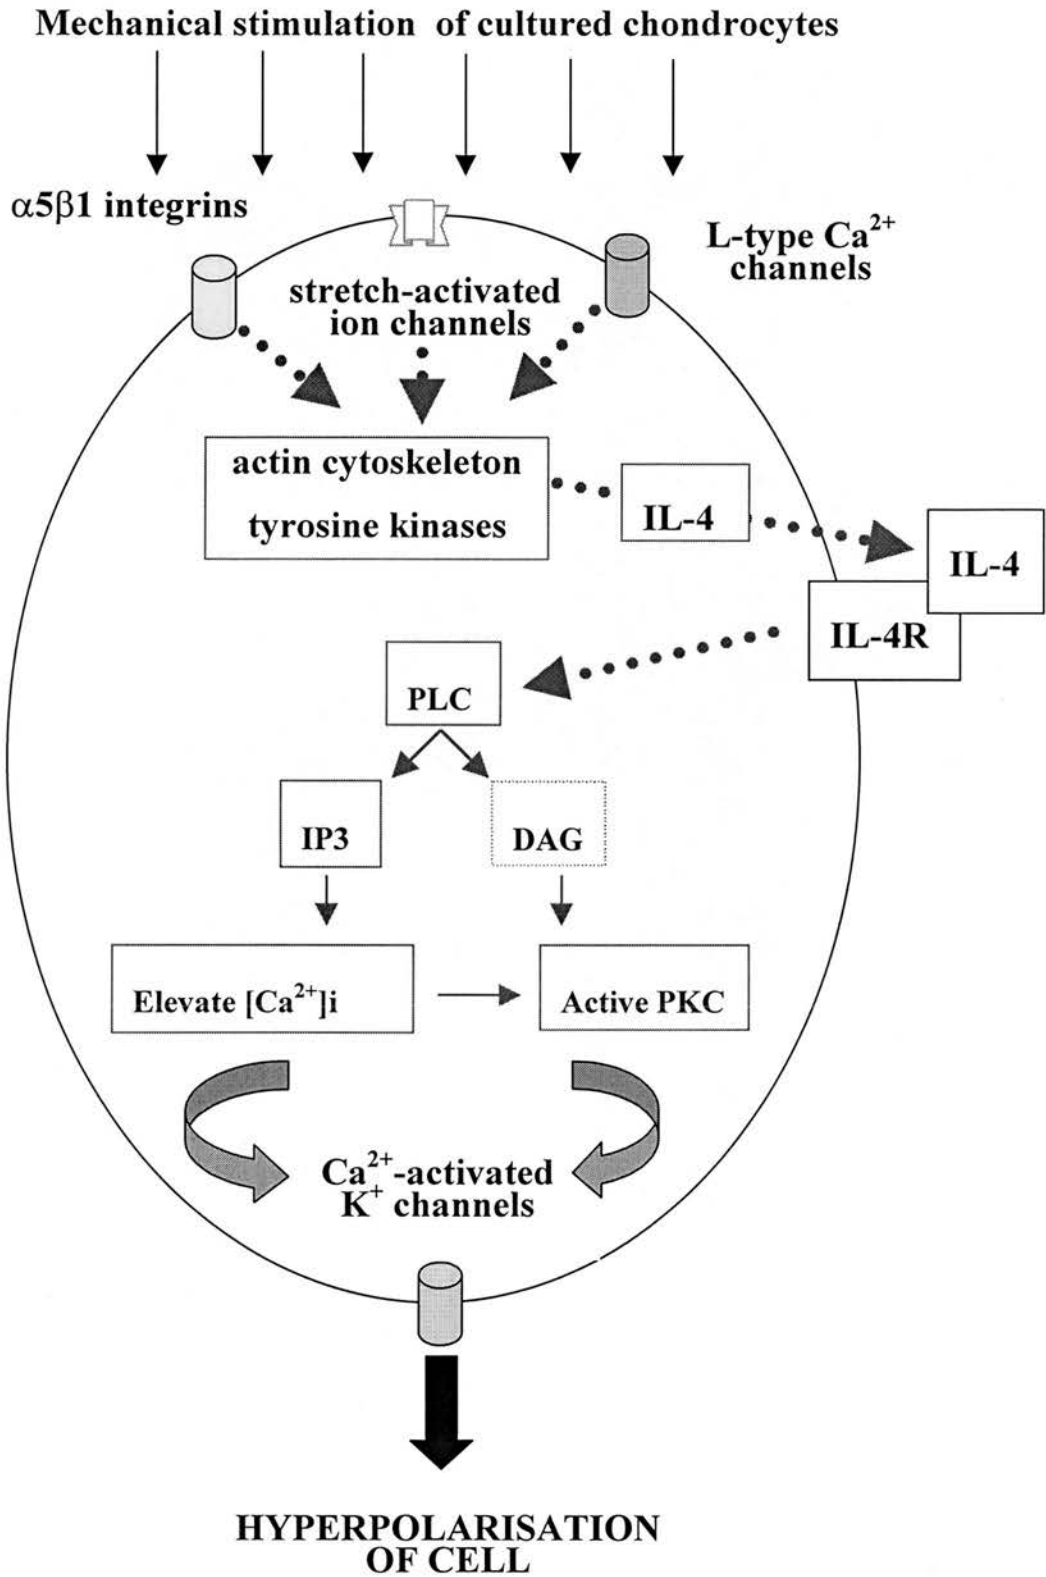 Mechanical stimulation of cultured chondrocytes
α5β1 integrins
L-type Ca²⁺
channels
stretch-activated
ion channels
actin cytoskeleton
tyrosine kinases
IL-4
IL-4
IL-4R
PLC
IP3
DAG
Elevate [Ca²⁺]i
Active PKC
Ca²⁺-activated
K⁺ channels
HYPERPOLARISATION
OF CELL